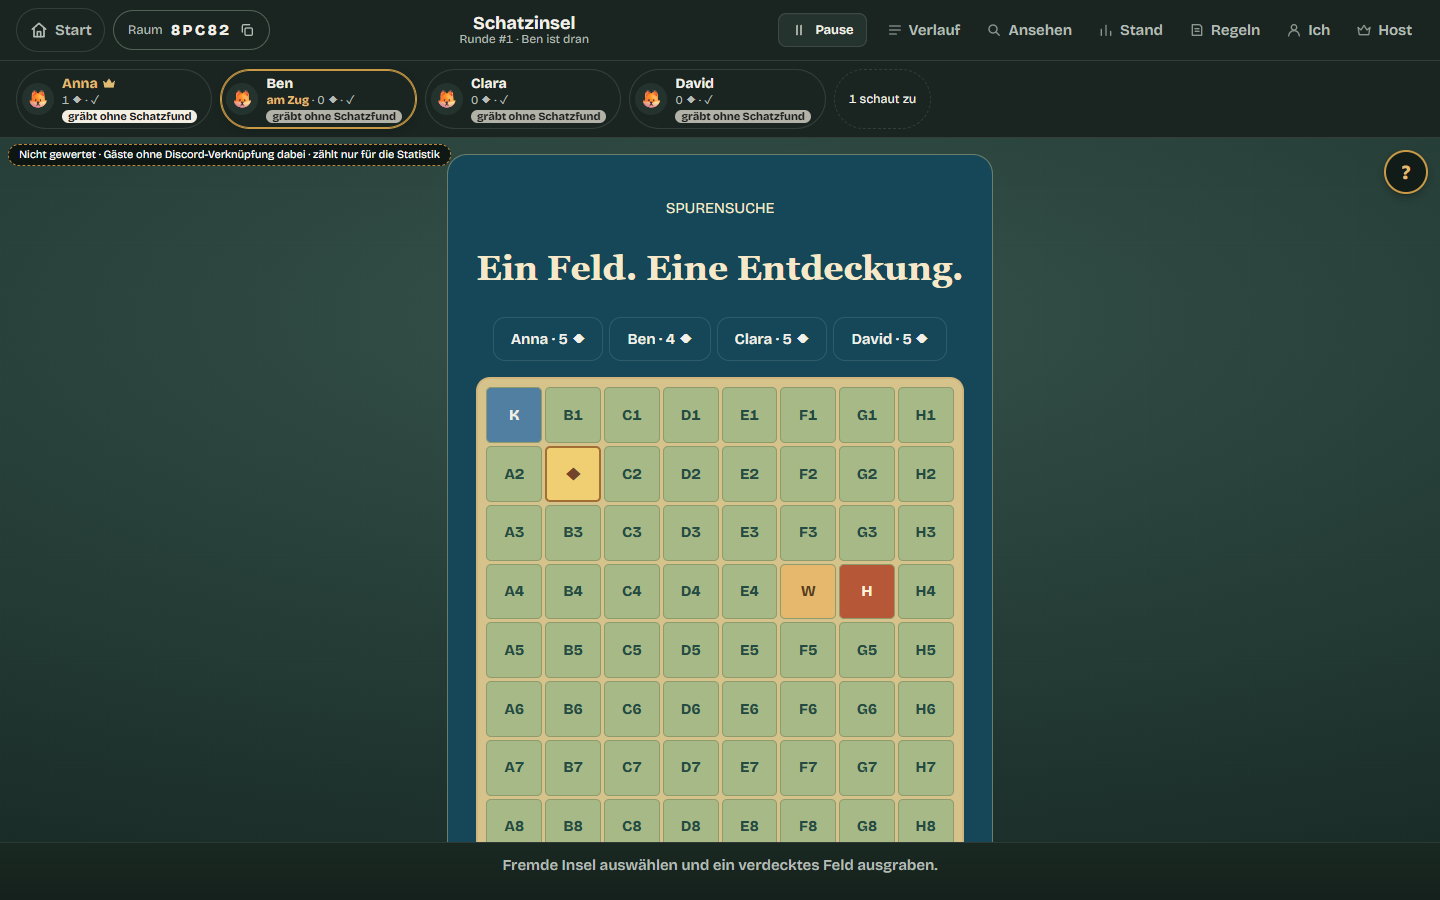 Start
Raum 8PC82
Schatzinsel
Runde #1 · Ben ist dran
Pause
Verlauf
Ansehen
Stand
Regeln
Ich
Host
Anna
1 ◆ · ✓
gräbt ohne Schatzfund
Ben
am Zug · 0 ◆ · ✓
gräbt ohne Schatzfund
Clara
0 ◆ · ✓
gräbt ohne Schatzfund
David
0 ◆ · ✓
gräbt ohne Schatzfund
1 schaut zu
Nicht gewertet · Gäste ohne Discord-Verknüpfung dabei · zählt nur für die Statistik
?
SPURENSUCHE
Ein Feld. Eine Entdeckung.
Anna · 5 ◆ Ben · 4 ◆ Clara · 5 ◆ David · 5 ◆
K B1 C1 D1 E1 F1 G1 H1
A2 ◆ C2 D2 E2 F2 G2 H2
A3 B3 C3 D3 E3 F3 G3 H3
A4 B4 C4 D4 E4 W H H4
A5 B5 C5 D5 E5 F5 G5 H5
A6 B6 C6 D6 E6 F6 G6 H6
A7 B7 C7 D7 E7 F7 G7 H7
A8 B8 C8 D8 E8 F8 G8 H8
Fremde Insel auswählen und ein verdecktes Feld ausgraben.